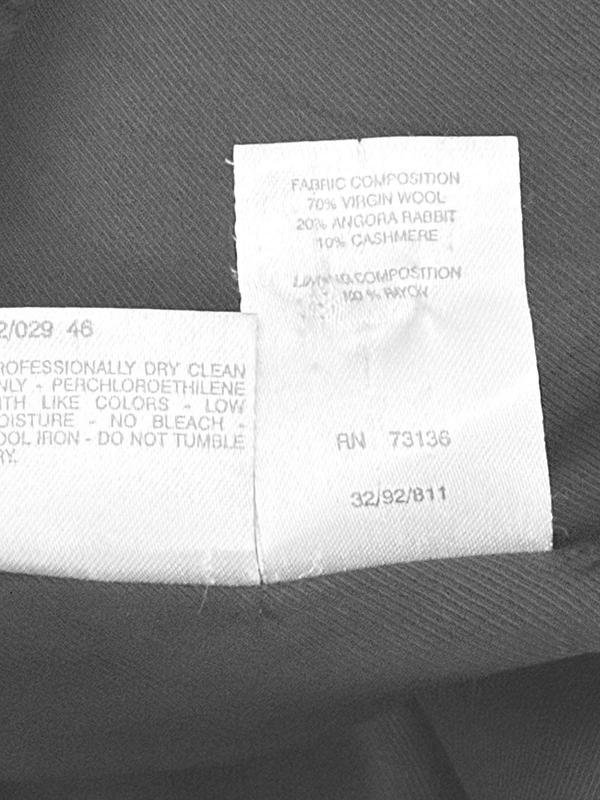 FABRIC COMPOSITION
70% VIRGIN WOOL
20% ANGORA RABBIT
10% CASHMERE
COMPOSITION
100 % RAYON
RN 73136
32/92/811
2/029 46
ROFESSIONALLY DRY CLEAN
NLY - PERCHLOROETHILENE
ITH LIKE COLORS - LOW
OISTURE - NO BLEACH -
OOL IRON - DO NOT TUMBLE
RY.